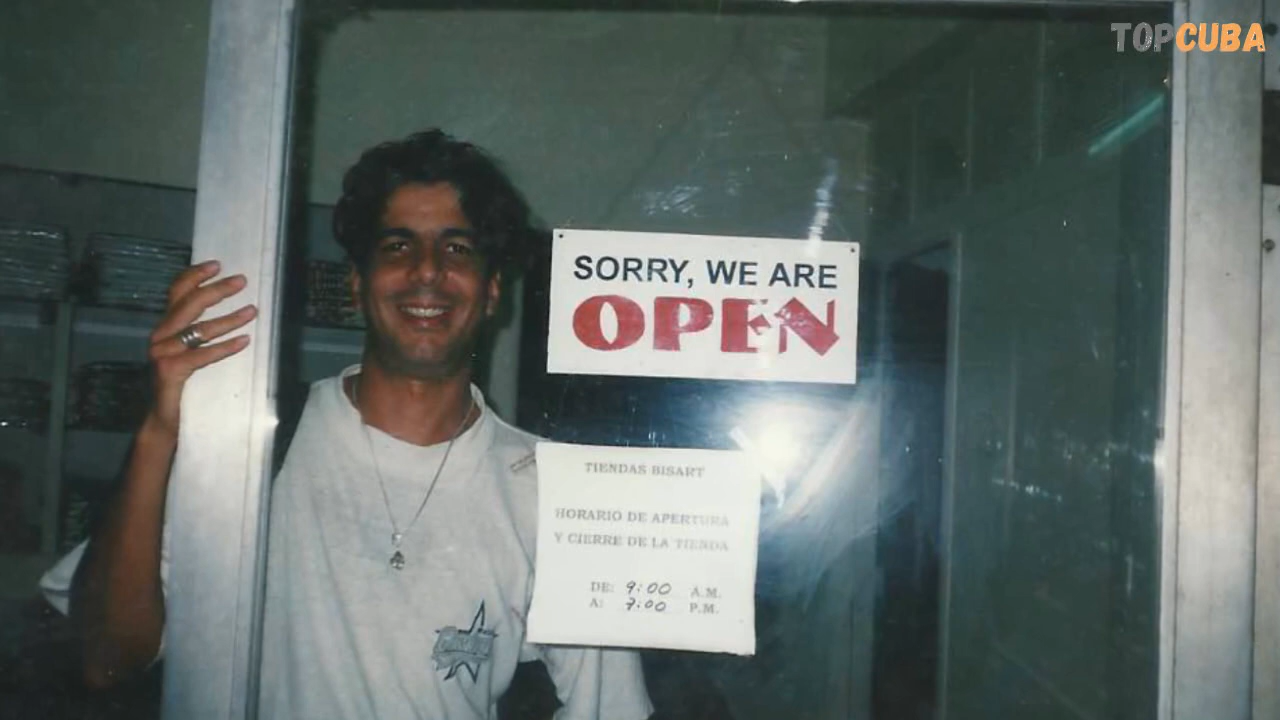 TOPCUBA
SORRY, WE ARE
OPEN
TIENDAS BISART
HORARIO DE APERTURA
Y CIERRE DE LA TIENDA
DE: 9:00 A.M.
A: 7:00 P.M.